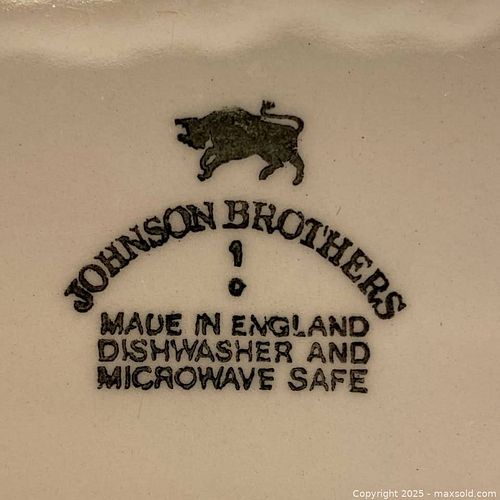 JOHNSON BROTHERS
1
o
MADE IN ENGLAND
DISHWASHER AND
MICROWAVE SAFE
Copyright 2025 - maxsold.com